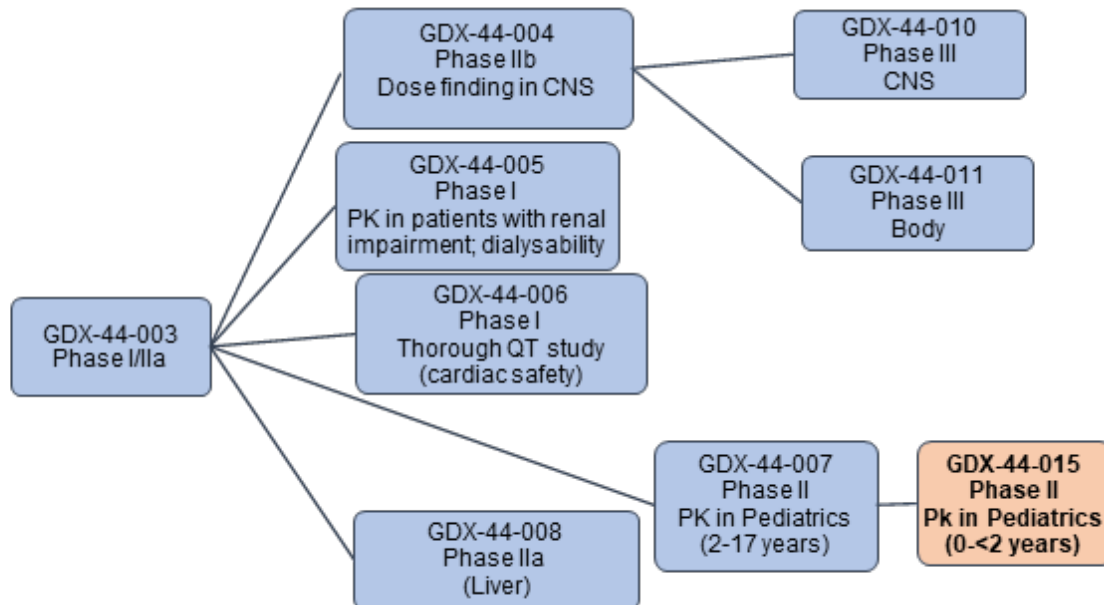 GDX-44-004
Phase IIb
Dose finding in CNS
GDX-44-010
Phase III
CNS
GDX-44-005
Phase I
PK in patients with renal
impairment; dialysability
GDX-44-011
Phase III
Body
GDX-44-003
Phase I/IIa
GDX-44-006
Phase I
Thorough QT study
(cardiac safety)
GDX-44-007
Phase II
PK in Pediatrics
(2-17 years)
GDX-44-015
Phase II
Pk in Pediatrics
(0-<2 years)
GDX-44-008
Phase IIa
(Liver)